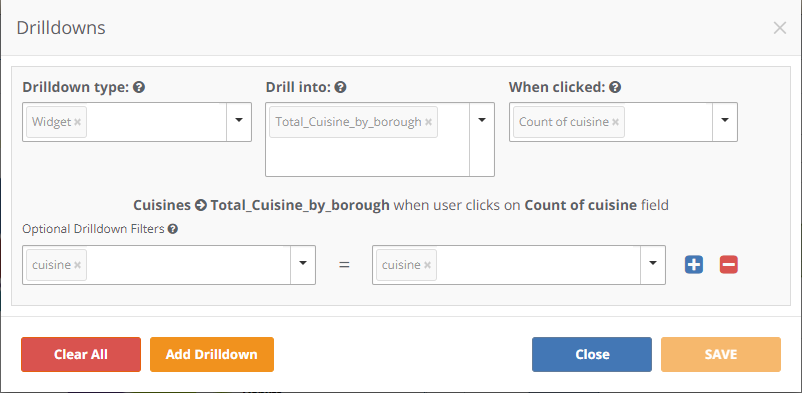 Drilldowns
Drilldown type: Drill into: When clicked:
Widget Total_Cuisine_by_borough Count of cuisine
Cuisines Total_Cuisine_by_borough when user clicks on Count of cuisine field
Optional Drilldown Filters
cuisine = cuisine
Clear All Add Drilldown Close SAVE